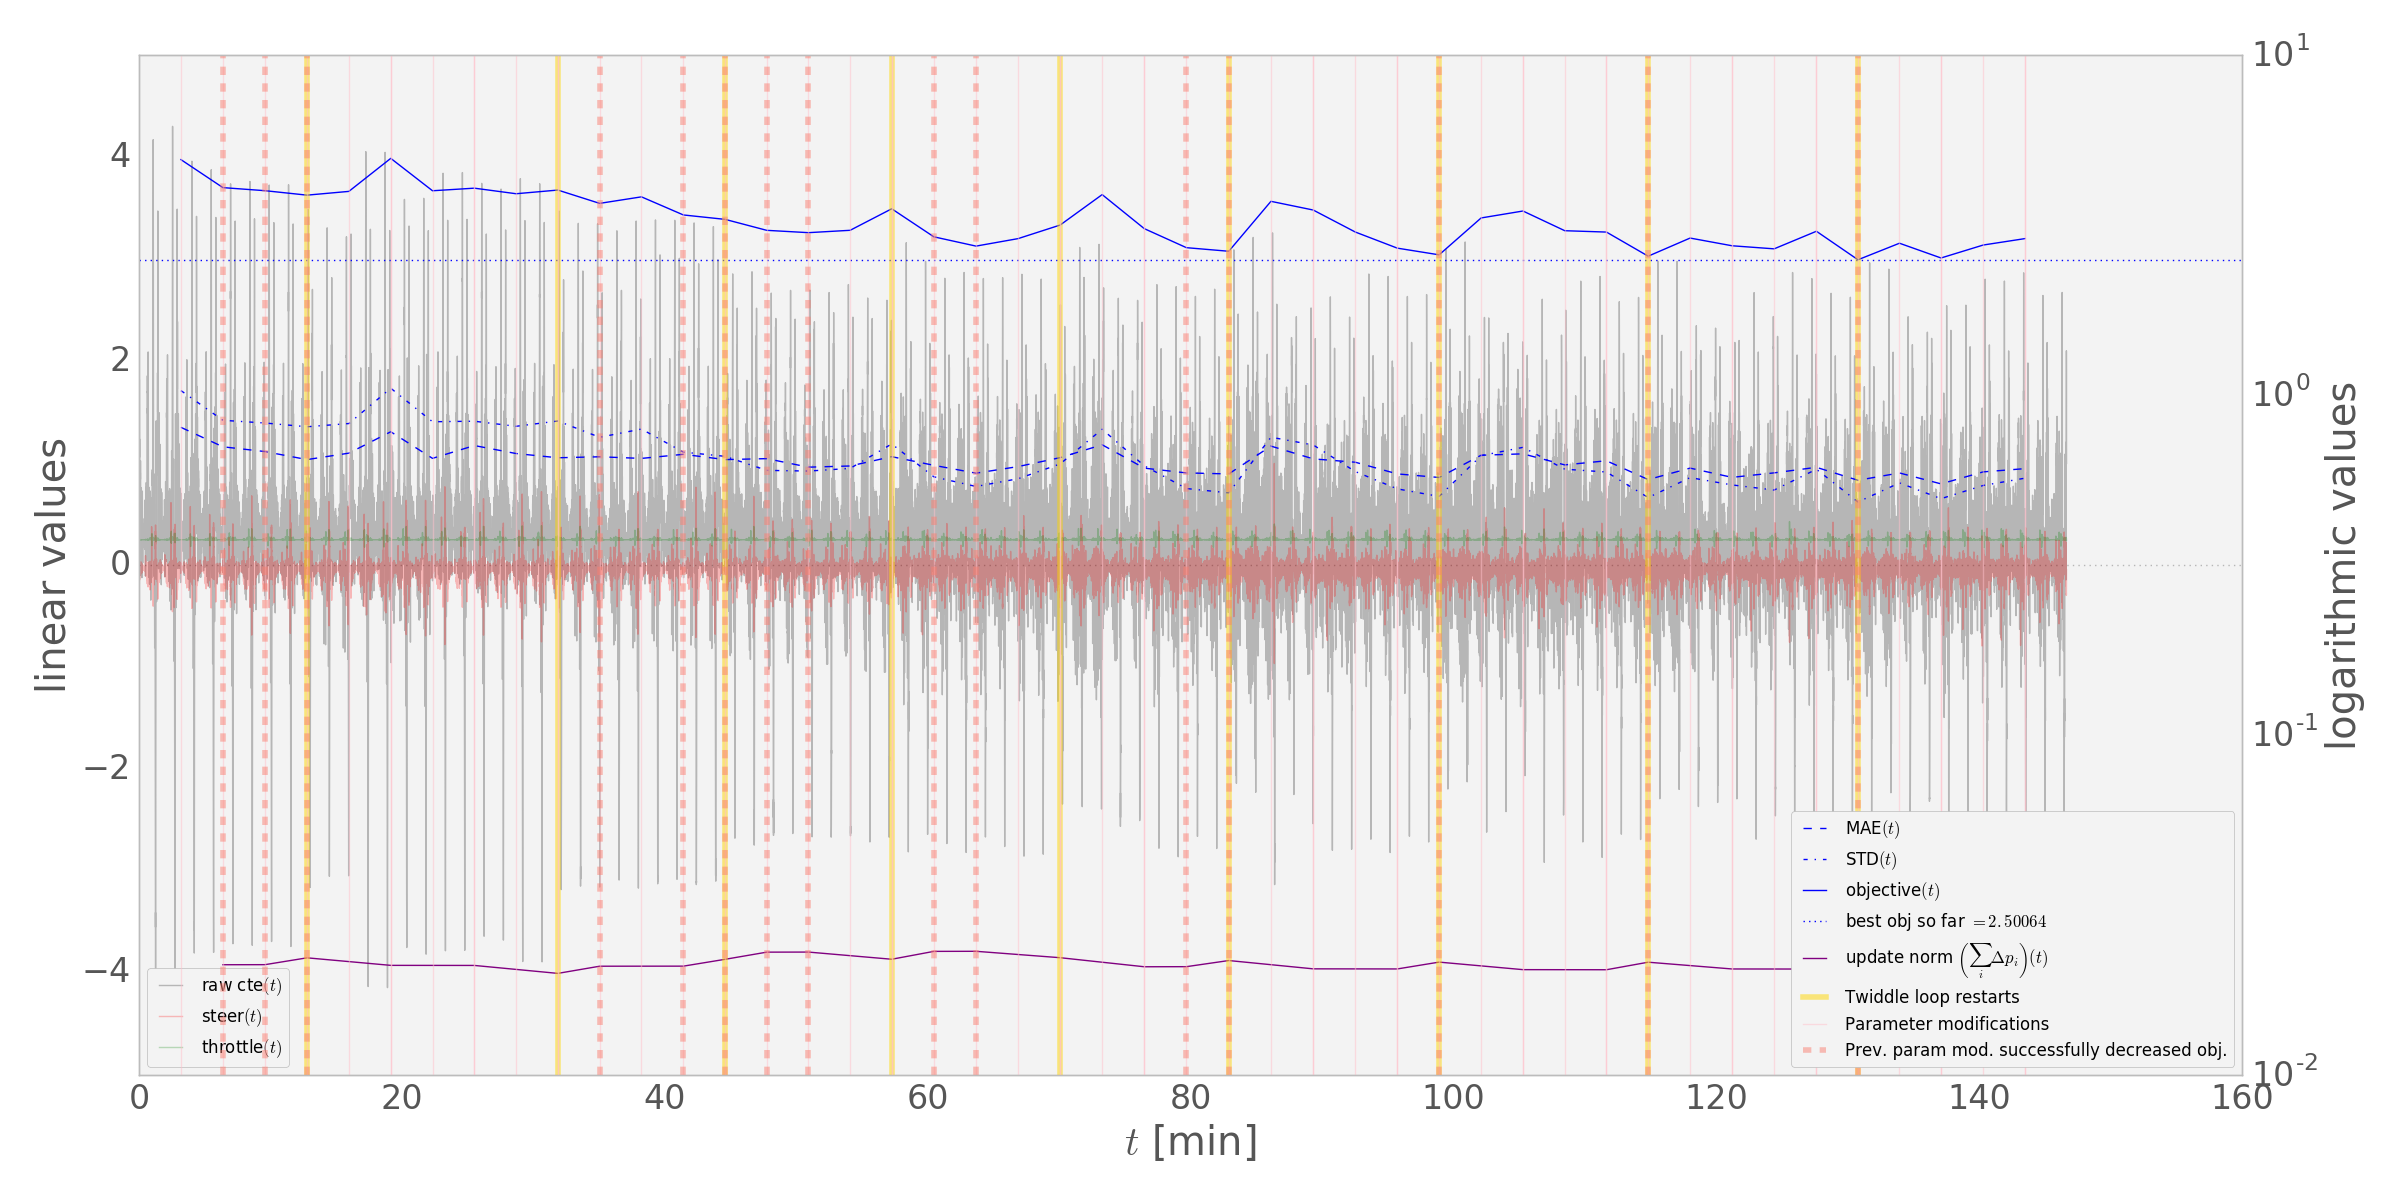 10^1
4
10^0
2
linear values
logarithmic values
0
10^-1
−2
MAE(t)
STD(t)
objective(t)
best obj so far = 2.50064
update norm (∑_i Δp_i)(t)
−4
raw cte(t)
steer(t)
throttle(t)
Twiddle loop restarts
Parameter modifications
Prev. param mod. successfully decreased obj.
10^-2
0 20 40 60 80 100 120 140 160
t [min]